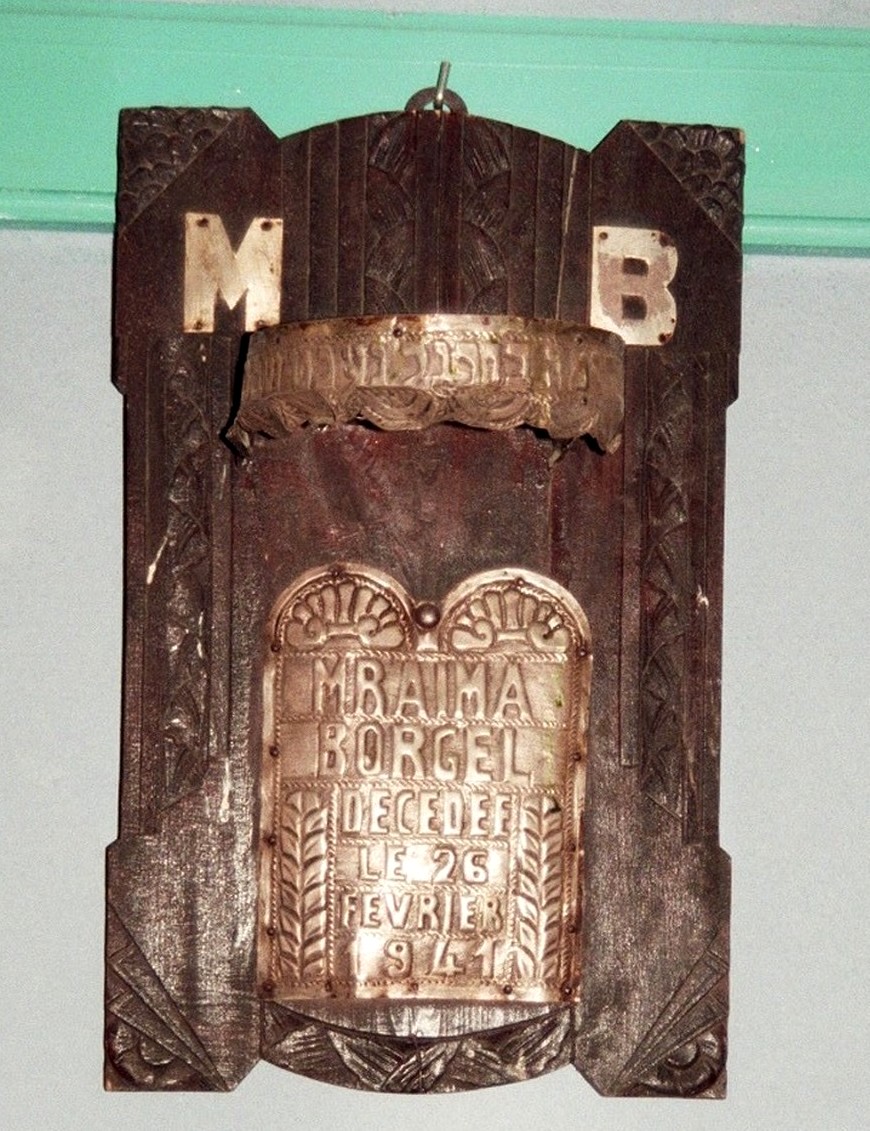 M B
MRAIMA
BORGEL
DECEDEE
LE 26
FEVRIER
1941